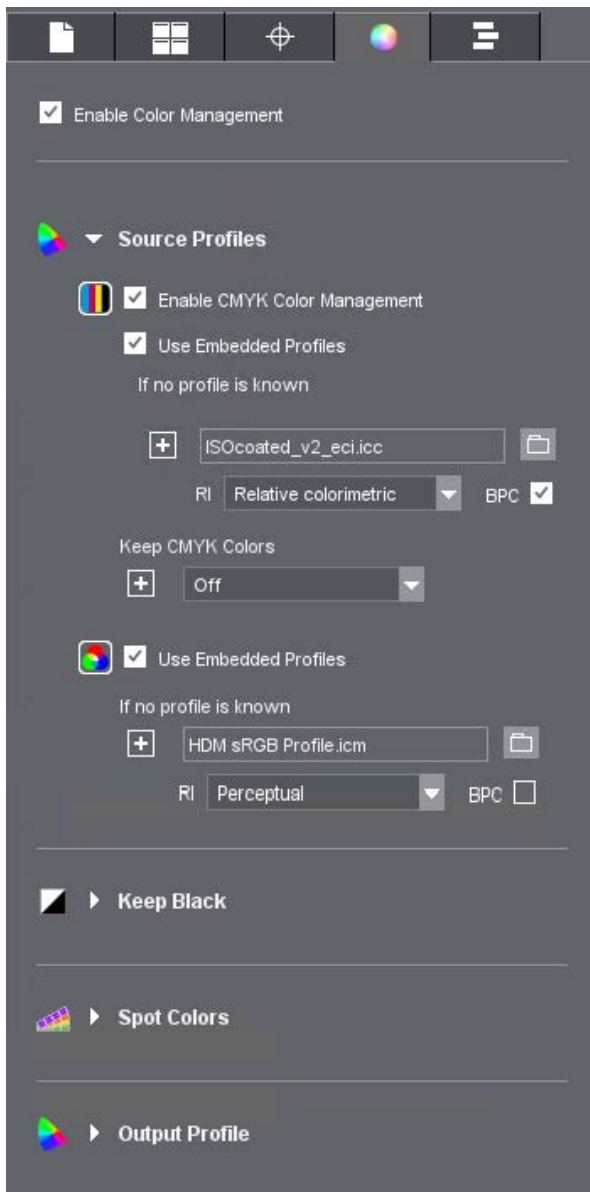 Enable Color Management
Source Profiles
Enable CMYK Color Management
Use Embedded Profiles
If no profile is known
ISOcoated_v2_eci.icc
RI Relative colorimetric BPC
Keep CMYK Colors
Off
Use Embedded Profiles
If no profile is known
HDM sRGB Profile.icm
RI Perceptual BPC
Keep Black
Spot Colors
Output Profile